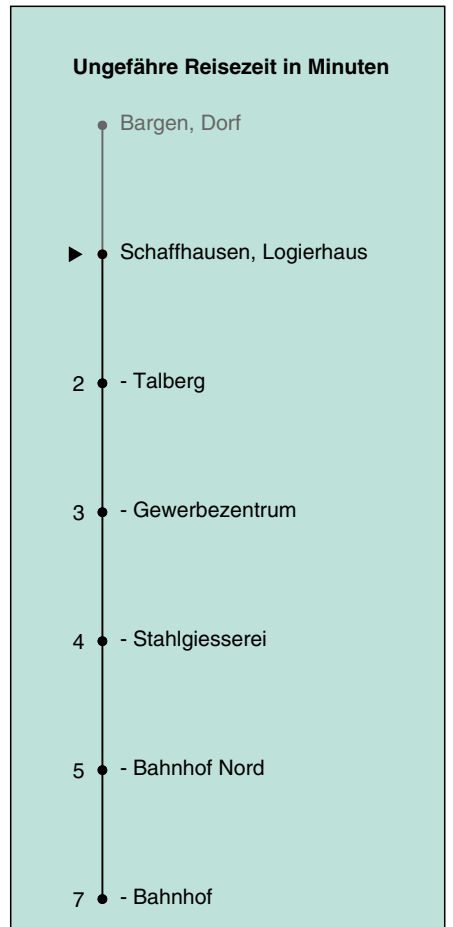 Ungefähre Reisezeit in Minuten
Bargen, Dorf
Schaffhausen, Logierhaus
2 - Talberg
3 - Gewerbezentrum
4 - Stahlgiesserei
5 - Bahnhof Nord
7 - Bahnhof